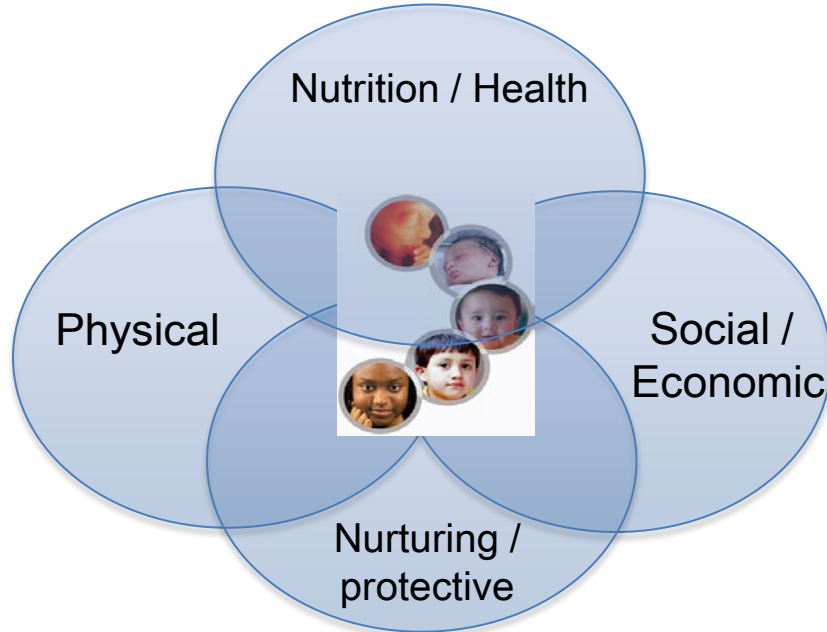 Nutrition / Health
Physical
Social /
Economic
Nurturing /
protective